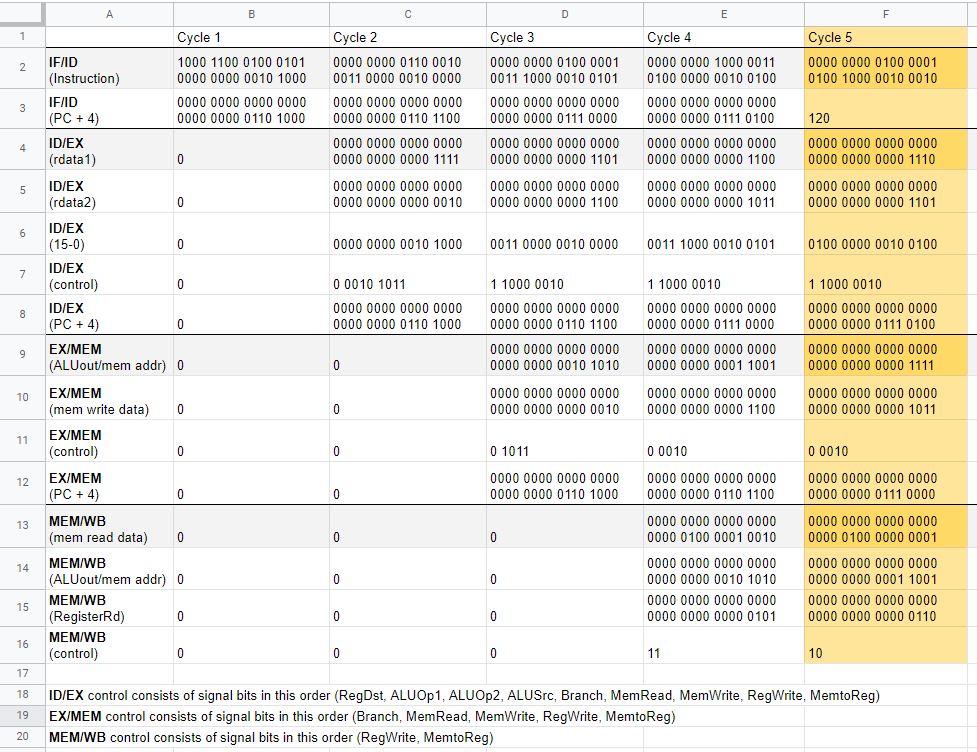 A B C D E F
1 Cycle 1 Cycle 2 Cycle 3 Cycle 4 Cycle 5
2 IF/ID 1000 1100 0100 0101 0000 0000 0110 0010 0000 0000 0100 0001 0000 0000 1000 0011 0000 0000 0100 0001
(Instruction) 0000 0000 0010 1000 0011 0000 0010 0000 0011 1000 0010 0101 0100 0000 0010 0100 0100 1000 0010 0010
3 IF/ID 0000 0000 0000 0000 0000 0000 0000 0000 0000 0000 0000 0000 0000 0000 0000 0000
(PC + 4) 0000 0000 0110 1000 0000 0000 0110 1100 0000 0000 0111 0000 0000 0000 0111 0100 120
4 ID/EX 0000 0000 0000 0000 0000 0000 0000 0000 0000 0000 0000 0000 0000 0000 0000 0000
(rdata1) 0 0000 0000 0000 1111 0000 0000 0000 1101 0000 0000 0000 1100 0000 0000 0000 1110
5 ID/EX 0000 0000 0000 0000 0000 0000 0000 0000 0000 0000 0000 0000 0000 0000 0000 0000
(rdata2) 0 0000 0000 0000 0010 0000 0000 0000 1100 0000 0000 0000 1011 0000 0000 0000 1101
6 ID/EX
(15-0) 0 0000 0000 0010 1000 0011 0000 0010 0000 0011 1000 0010 0101 0100 0000 0010 0100
7 ID/EX
(control) 0 0 0010 1011 1 1000 0010 1 1000 0010 1 1000 0010
8 ID/EX 0000 0000 0000 0000 0000 0000 0000 0000 0000 0000 0000 0000 0000 0000 0000 0000
(PC + 4) 0 0000 0000 0110 1000 0000 0000 0110 1100 0000 0000 0111 0000 0000 0000 0111 0100
9 EX/MEM 0000 0000 0000 0000 0000 0000 0000 0000 0000 0000 0000 0000
(ALUout/mem addr) 0 0 0000 0000 0010 1010 0000 0000 0001 1001 0000 0000 0000 1111
10 EX/MEM 0000 0000 0000 0000 0000 0000 0000 0000 0000 0000 0000 0000
(mem write data) 0 0 0000 0000 0000 0010 0000 0000 0000 1100 0000 0000 0000 1011
11 EX/MEM
(control) 0 0 0 1011 0 0010 0 0010
12 EX/MEM 0000 0000 0000 0000 0000 0000 0000 0000 0000 0000 0000 0000
(PC + 4) 0 0 0000 0000 0110 1000 0000 0000 0110 1100 0000 0000 0111 0000
13 MEM/WB 0000 0000 0000 0000 0000 0000 0000 0000
(mem read data) 0 0 0 0000 0100 0001 0010 0000 0100 0000 0001
14 MEM/WB 0000 0000 0000 0000 0000 0000 0000 0000
(ALUout/mem addr) 0 0 0 0000 0000 0010 1010 0000 0000 0001 1001
15 MEM/WB 0000 0000 0000 0000 0000 0000 0000 0000
(RegisterRd) 0 0 0 0000 0000 0000 0101 0000 0000 0000 0110
16 MEM/WB
(control) 0 0 0 11 10
17
18 ID/EX control consists of signal bits in this order (RegDst, ALUOp1, ALUOp2, ALUSrc, Branch, MemRead, MemWrite, RegWrite, MemtoReg)
19 EX/MEM control consists of signal bits in this order (Branch, MemRead, MemWrite, RegWrite, MemtoReg)
20 MEM/WB control consists of signal bits in this order (RegWrite, MemtoReg)